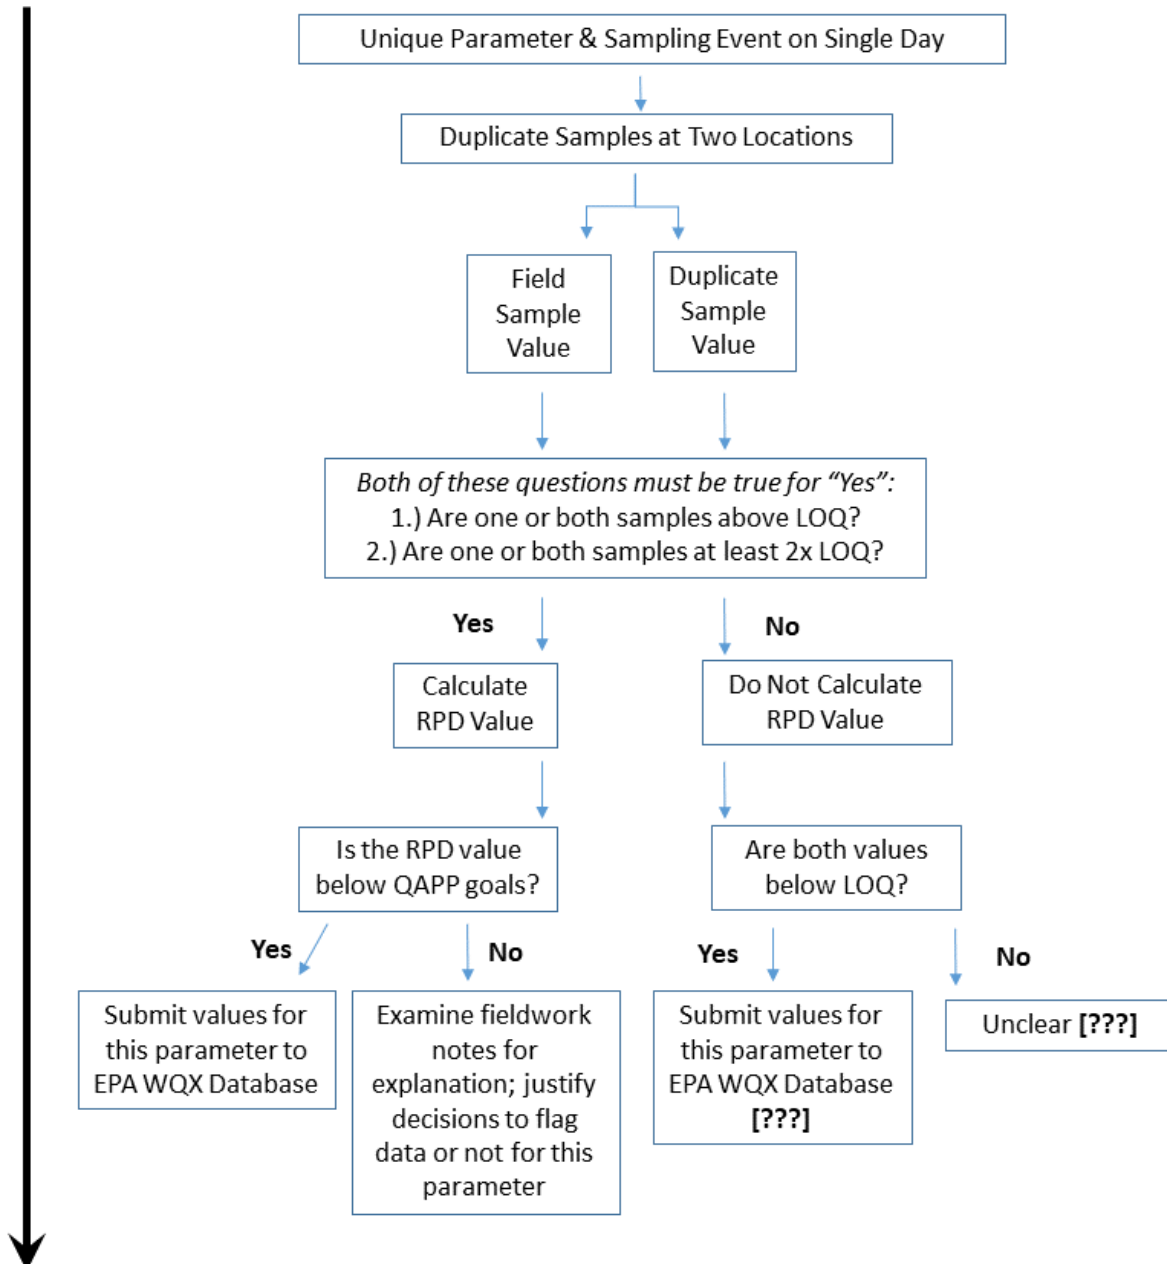 Unique Parameter & Sampling Event on Single Day
Duplicate Samples at Two Locations
Field
Sample
Value
Duplicate
Sample
Value
Both of these questions must be true for “Yes”:
1.) Are one or both samples above LOQ?
2.) Are one or both samples at least 2x LOQ?
Yes
No
Calculate
RPD Value
Do Not Calculate
RPD Value
Is the RPD value
below QAPP goals?
Are both values
below LOQ?
Yes
No
Yes
No
Submit values for
this parameter to
EPA WQX Database
Examine fieldwork
notes for
explanation; justify
decisions to flag
data or not for this
parameter
Submit values for
this parameter to
EPA WQX Database
[???]
Unclear [???]